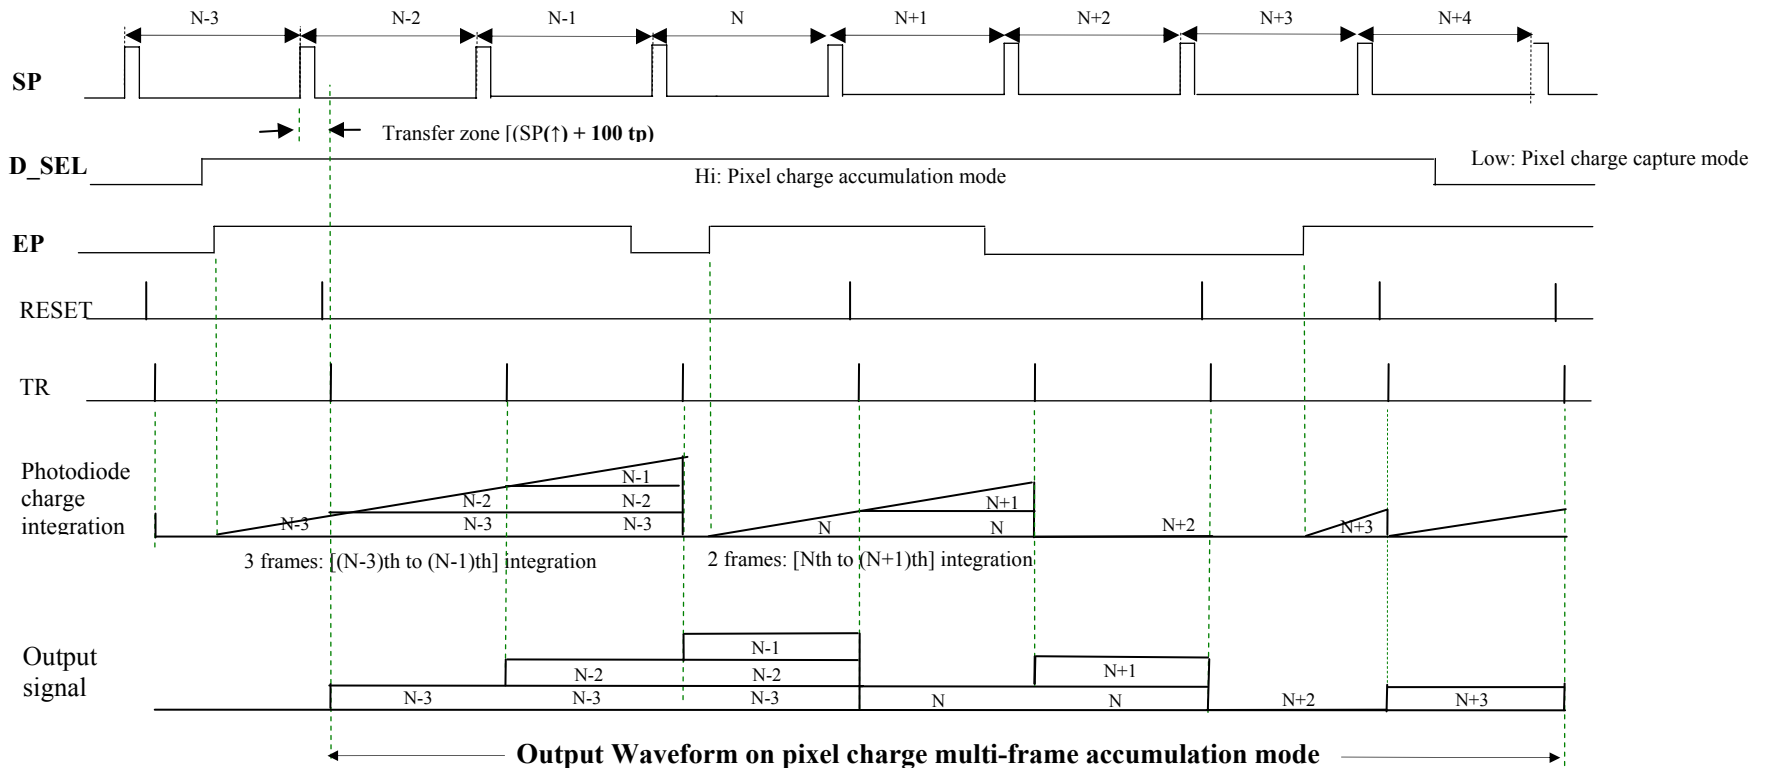 N-3 N-2 N-1 N N+1 N+2 N+3 N+4
SP
Transfer zone [(SP(↑) + 100 tp)
D_SEL
Hi: Pixel charge accumulation mode
Low: Pixel charge capture mode
EP
RESET
TR
Photodiode
charge
integration
N-1
N-2 N-2
N-3 N-3 N-3
N+1
N N
N+2
N+3
3 frames: [(N-3)th to (N-1)th] integration
2 frames: [Nth to (N+1)th] integration
Output
signal
N-1
N-2 N-2
N-3 N-3 N-3
N+1
N N
N+2
N+3
Output Waveform on pixel charge multi-frame accumulation mode